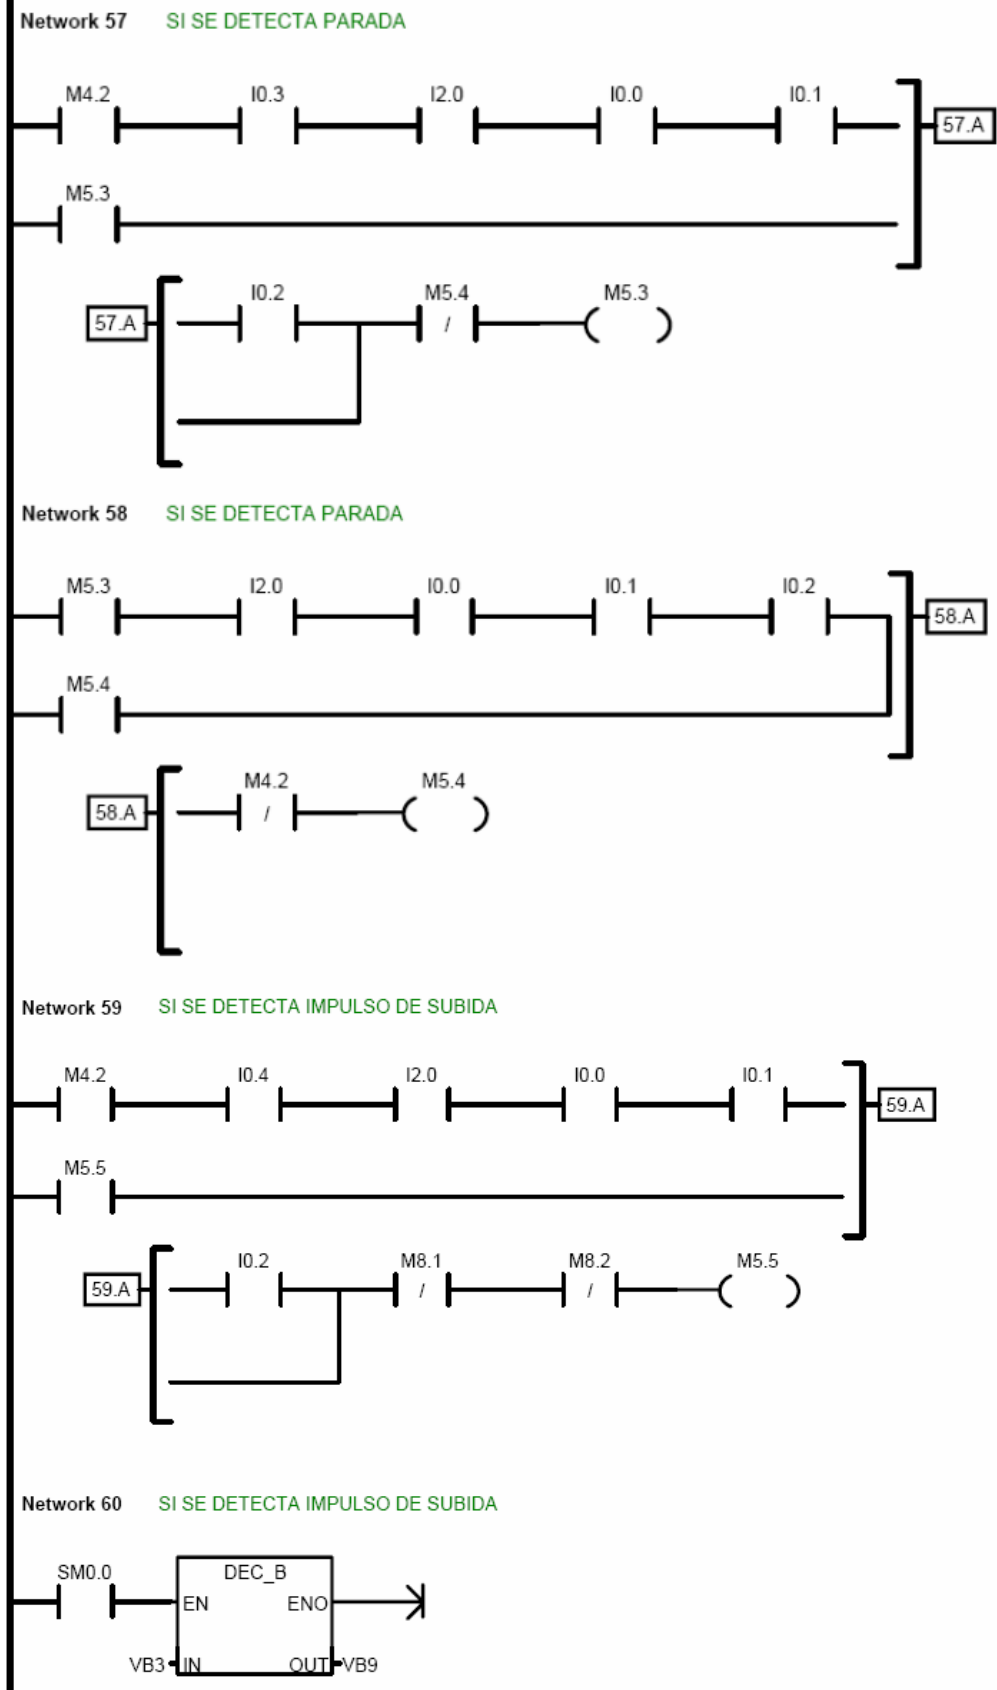 Network 57 SI SE DETECTA PARADA
M4.2 I0.3 I2.0 I0.0 I0.1
57.A
M5.3
I0.2 M5.4 M5.3
57.A /
Network 58 SI SE DETECTA PARADA
M5.3 I2.0 I0.0 I0.1 I0.2
58.A
M5.4
M4.2 M5.4
58.A /
Network 59 SI SE DETECTA IMPULSO DE SUBIDA
M4.2 I0.4 I2.0 I0.0 I0.1
59.A
M5.5
I0.2 M8.1 M8.2 M5.5
59.A / /
Network 60 SI SE DETECTA IMPULSO DE SUBIDA
SM0.0 DEC_B
EN ENO
VB3 IN OUT VB9